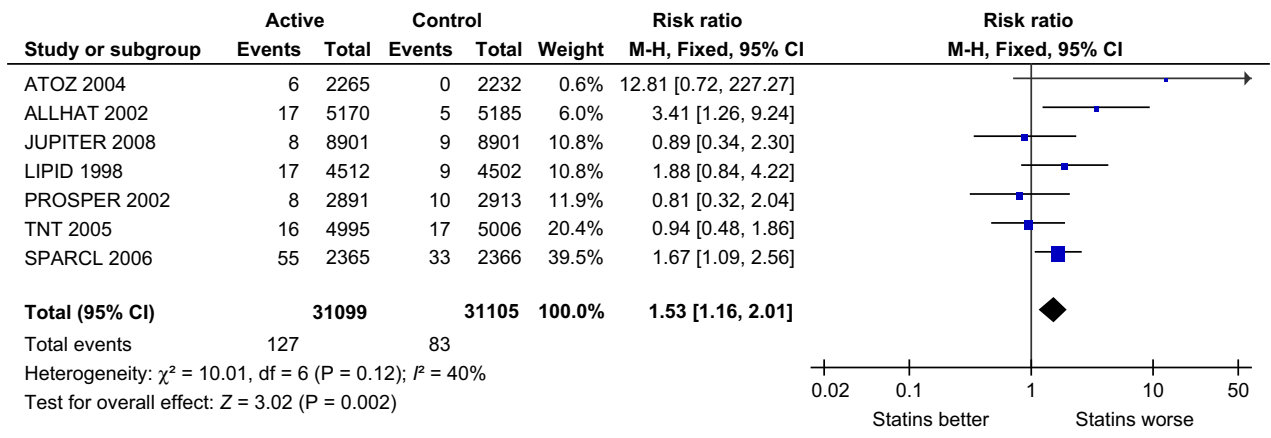 Active Control Risk ratio Risk ratio
Study or subgroup Events Total Events Total Weight M-H, Fixed, 95% CI M-H, Fixed, 95% CI
ATOZ 2004 6 2265 0 2232 0.6% 12.81 [0.72, 227.27]
ALLHAT 2002 17 5170 5 5185 6.0% 3.41 [1.26, 9.24]
JUPITER 2008 8 8901 9 8901 10.8% 0.89 [0.34, 2.30]
LIPID 1998 17 4512 9 4502 10.8% 1.88 [0.84, 4.22]
PROSPER 2002 8 2891 10 2913 11.9% 0.81 [0.32, 2.04]
TNT 2005 16 4995 17 5006 20.4% 0.94 [0.48, 1.86]
SPARCL 2006 55 2365 33 2366 39.5% 1.67 [1.09, 2.56]
Total (95% CI) 31099 31105 100.0% 1.53 [1.16, 2.01]
Total events 127 83
Heterogeneity: χ² = 10.01, df = 6 (P = 0.12); I² = 40%
Test for overall effect: Z = 3.02 (P = 0.002)
0.02 0.1 1 10 50
Statins better Statins worse